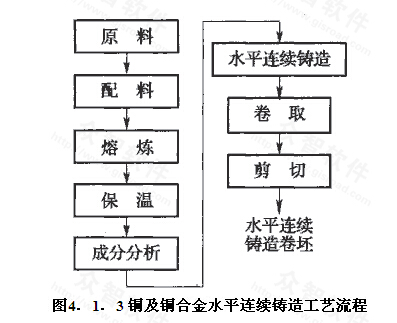 原 料
配 料
熔 炼
保 温
成分分析
水平连续铸造
卷 取
剪 切
水平连续
铸造卷坯
图4．1．3铜及铜合金水平连续铸造工艺流程